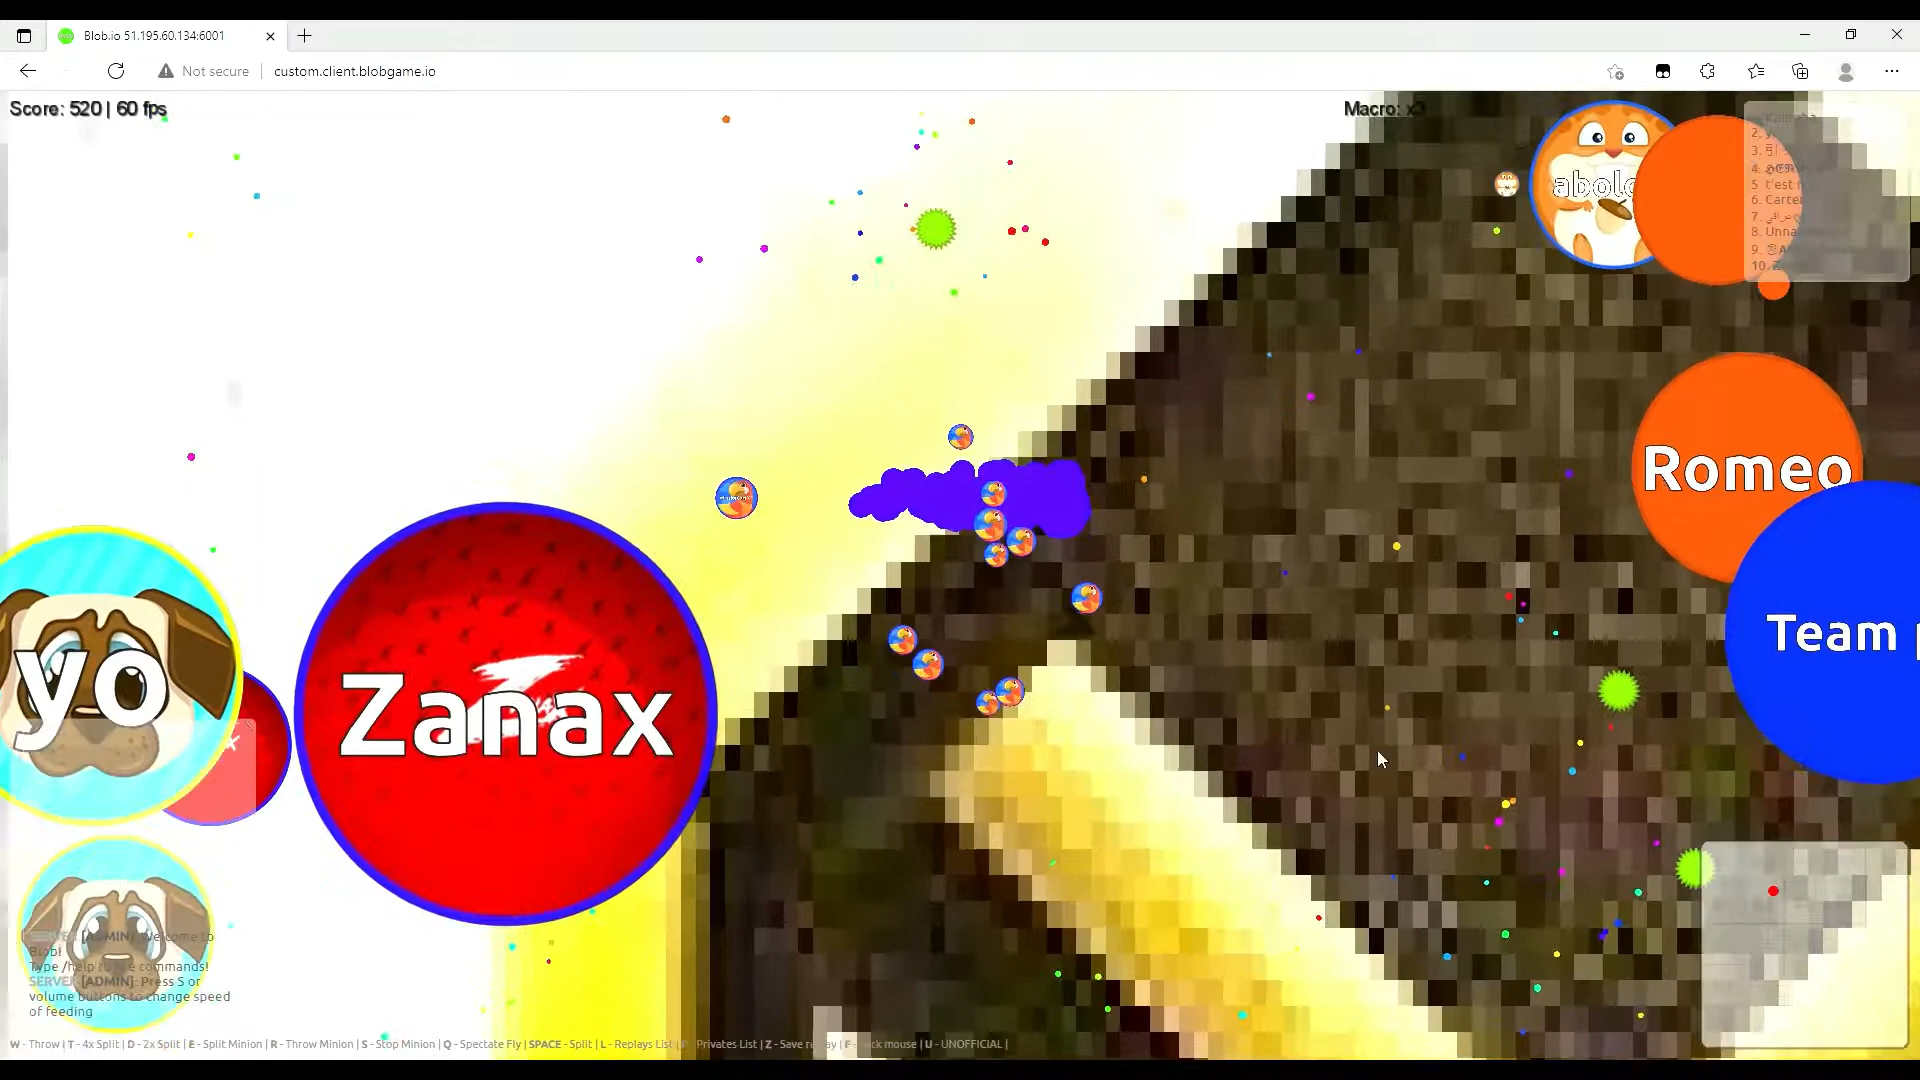 Blob.io 51.195.60.134:6001
Not secure
custom.client.blobgame.io
Score: 520 | 60 fps
Macro: x3
abolo
2. y
3.
4.
5 t'est
6. Carte
7.
8. Unna
9.
10. Z
Romeo
Team
yo
Zanax
[ADMIN]: Welcome to
Blob!
Type /help to commands!
SERVER [ADMIN]: Press S or
volume buttons to change speed
of feeding
W - Throw | T - 4x Split | D - 2x Split | E - Split Minion | R - Throw Minion | S - Stop Minion | Q - Spectate Fly | SPACE - Split | L - Replays List | Privates List | Z - Save | F - mouse | U - UNOFFICIAL |